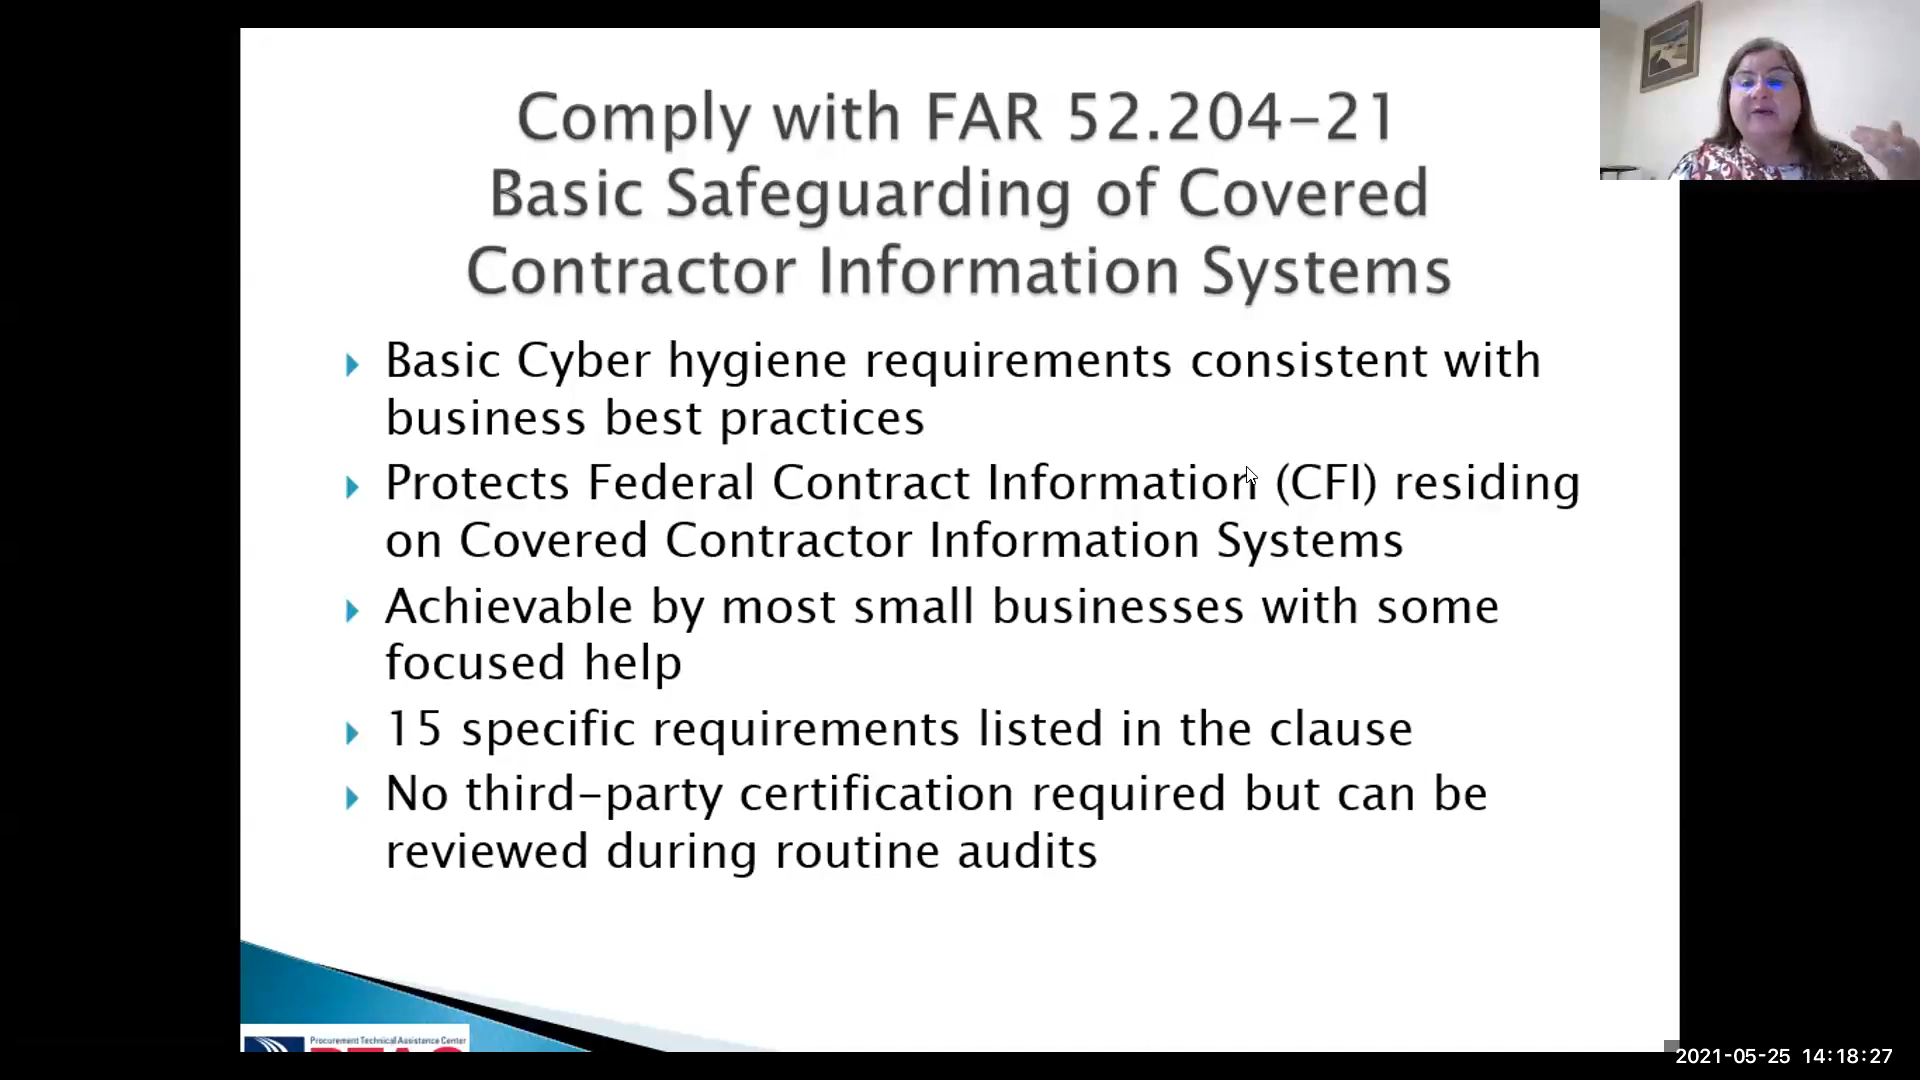 Comply with FAR 52.204-21
Basic Safeguarding of Covered
Contractor Information Systems
Basic Cyber hygiene requirements consistent with
business best practices
Protects Federal Contract Information (CFI) residing
on Covered Contractor Information Systems
Achievable by most small businesses with some
focused help
15 specific requirements listed in the clause
No third-party certification required but can be
reviewed during routine audits
Procurement Technical Assistance Center
PTAC
2021-05-25 14:18:27